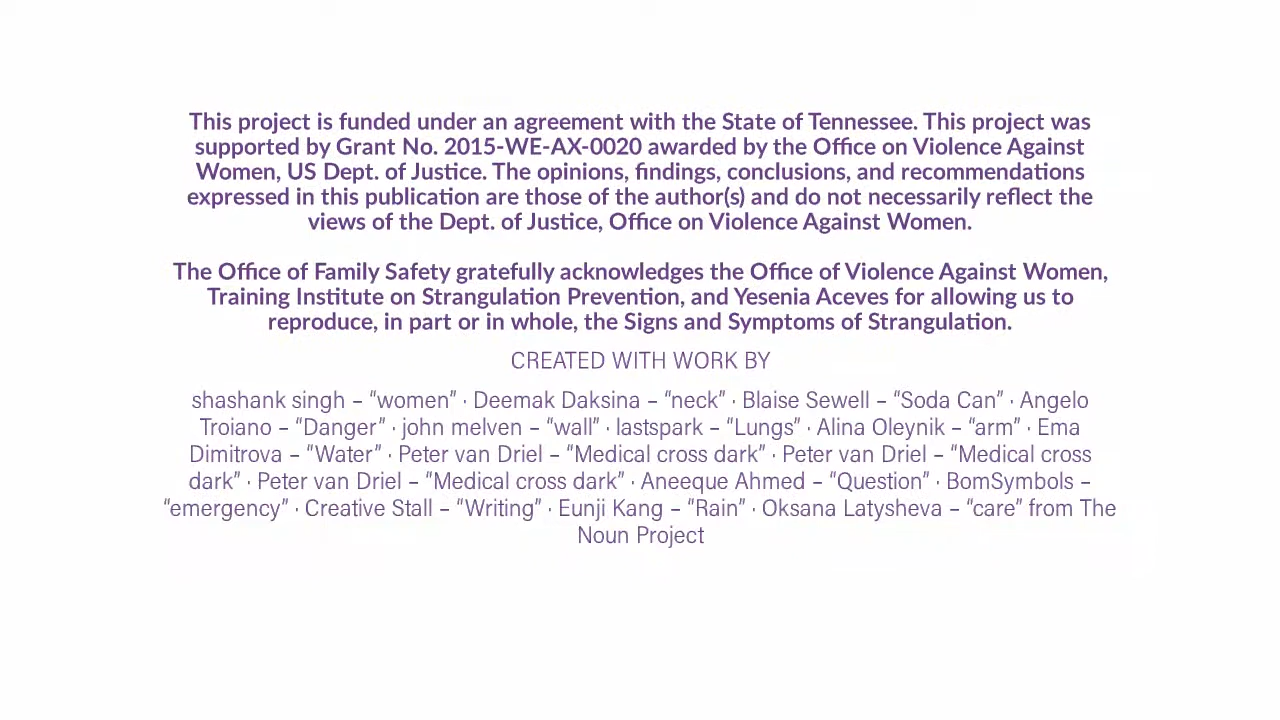 This project is funded under an agreement with the State of Tennessee. This project was
supported by Grant No. 2015-WE-AX-0020 awarded by the Office on Violence Against
Women, US Dept. of Justice. The opinions, findings, conclusions, and recommendations
expressed in this publication are those of the author(s) and do not necessarily reflect the
views of the Dept. of Justice, Office on Violence Against Women.
The Office of Family Safety gratefully acknowledges the Office of Violence Against Women,
Training Institute on Strangulation Prevention, and Yesenia Aceves for allowing us to
reproduce, in part or in whole, the Signs and Symptoms of Strangulation.
CREATED WITH WORK BY
shashank singh – “women” · Deemak Daksina – “neck” · Blaise Sewell – “Soda Can” · Angelo
Troiano – “Danger” · john melven – “wall” · lastspark – “Lungs” · Alina Oleynik – “arm” · Ema
Dimitrova – “Water” · Peter van Driel – “Medical cross dark” · Peter van Driel – “Medical cross
dark” · Peter van Driel – “Medical cross dark” · Aneeque Ahmed – “Question” · BomSymbols –
“emergency” · Creative Stall – “Writing” · Eunji Kang – “Rain” · Oksana Latysheva – “care” from The
Noun Project